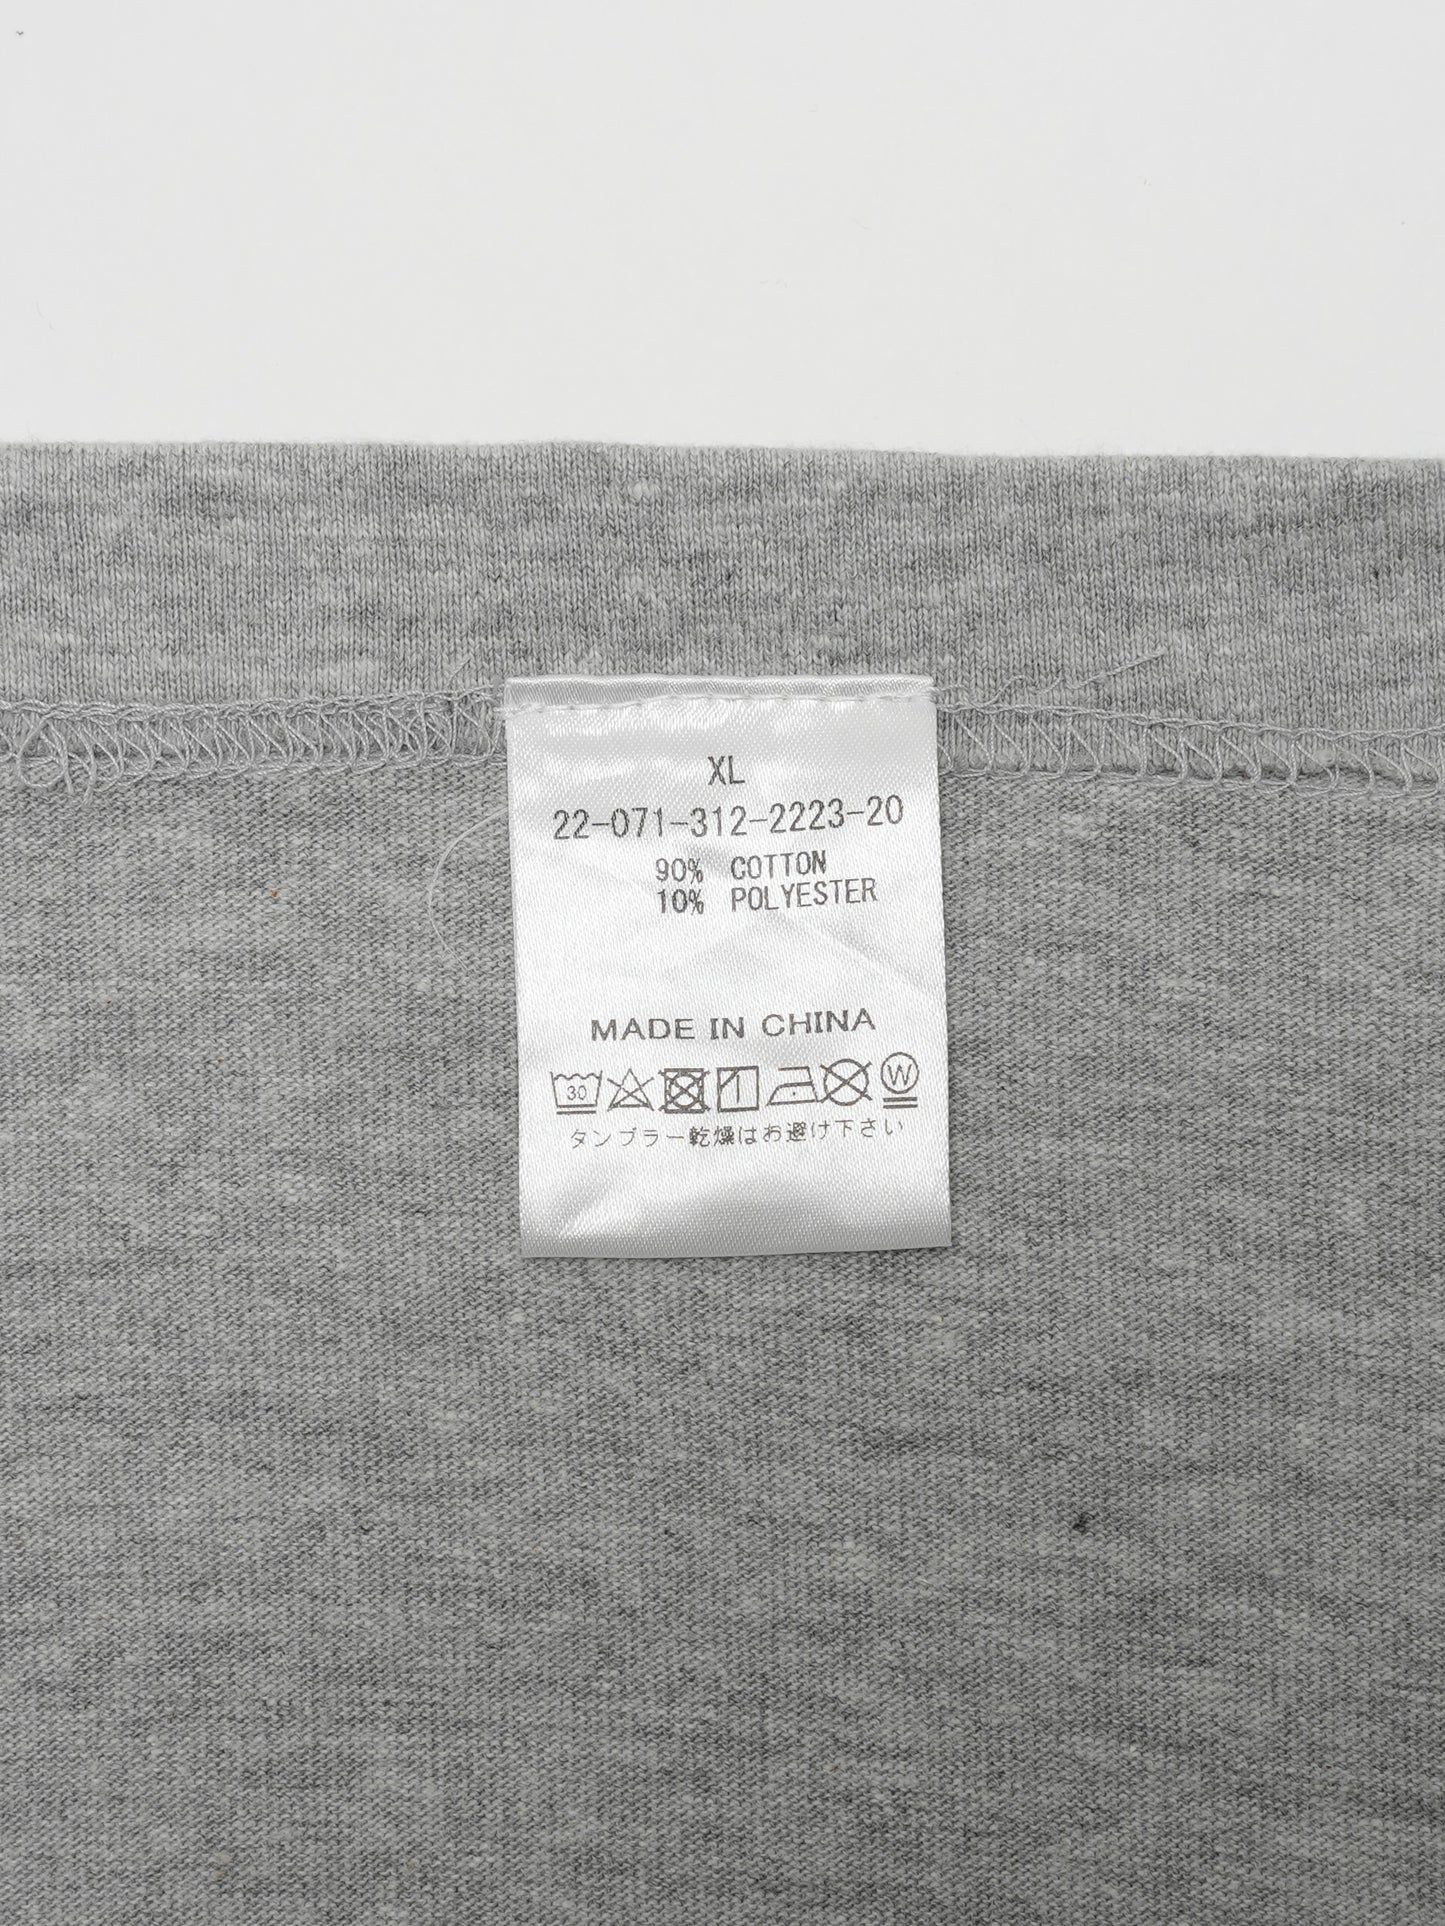 XL
22-071-312-2223-20
90% COTTON
10% POLYESTER
MADE IN CHINA
30 W
タンブラー乾燥はお避け下さい